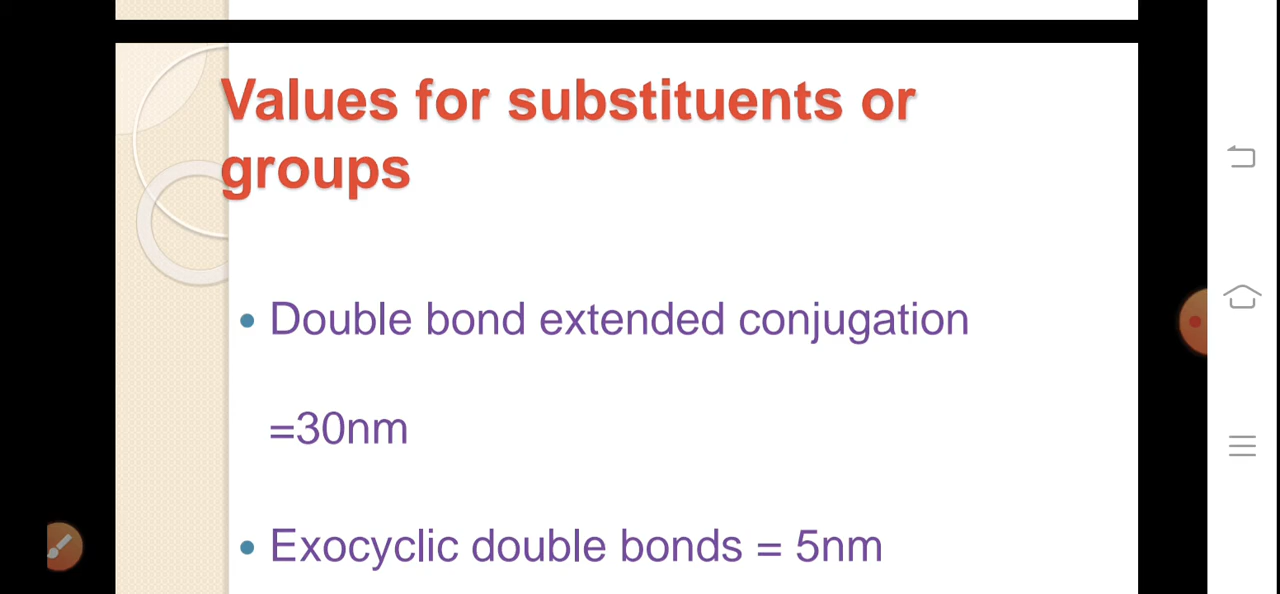 Values for substituents or
groups
• Double bond extended conjugation
=30nm
• Exocyclic double bonds = 5nm